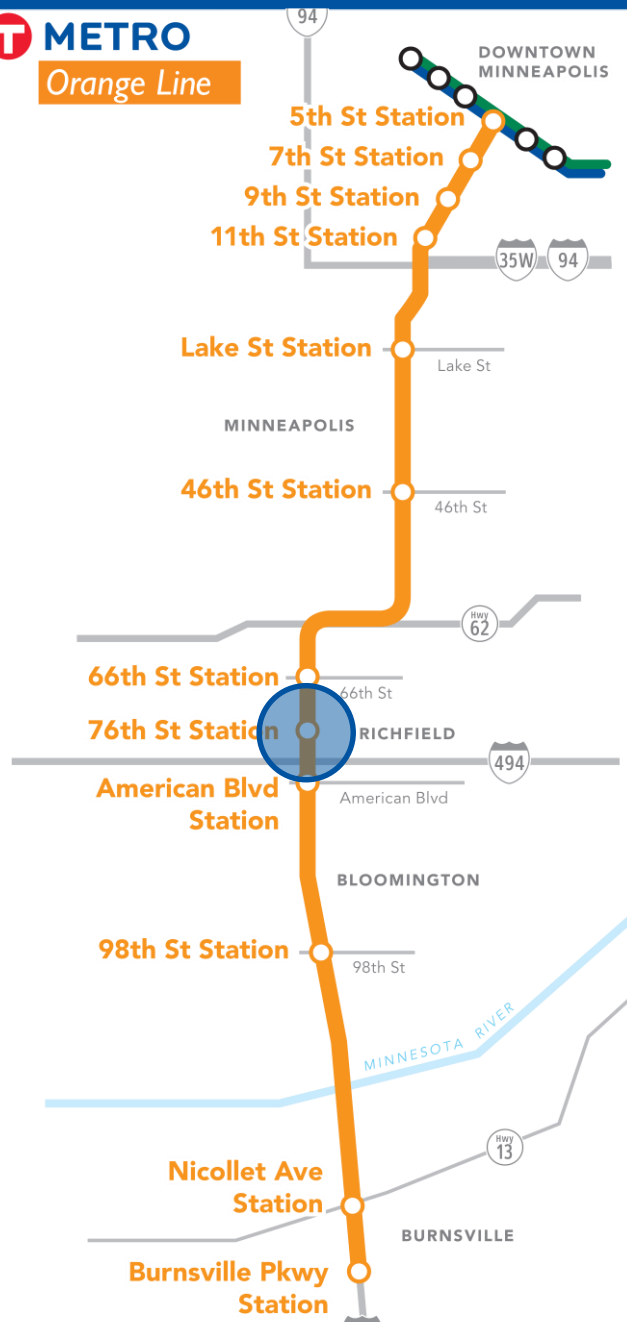 94
T METRO
Orange Line
DOWNTOWN
MINNEAPOLIS
5th St Station
7th St Station
9th St Station
11th St Station
35W 94
Lake St Station
Lake St
MINNEAPOLIS
46th St Station
46th St
Hwy
62
66th St Station
66th St
76th St Station
RICHFIELD
494
American Blvd
Station
American Blvd
BLOOMINGTON
98th St Station
98th St
MINNESOTA RIVER
Hwy
13
Nicollet Ave
Station
BURNSVILLE
Burnsville Pkwy
Station